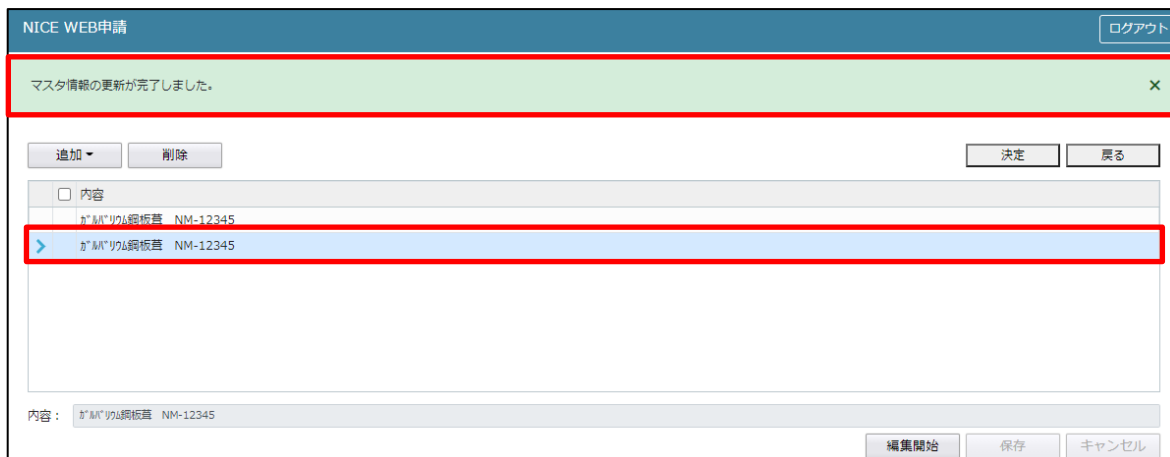 NICE WEB申請 ログアウト
マスタ情報の更新が完了しました。 ×
追加 削除 決定 戻る
内容
ｶﾞﾙﾊﾞﾘｳﾑ鋼板葺　NM-12345
ｶﾞﾙﾊﾞﾘｳﾑ鋼板葺　NM-12345
内容： ｶﾞﾙﾊﾞﾘｳﾑ鋼板葺　NM-12345
編集開始 保存 キャンセル